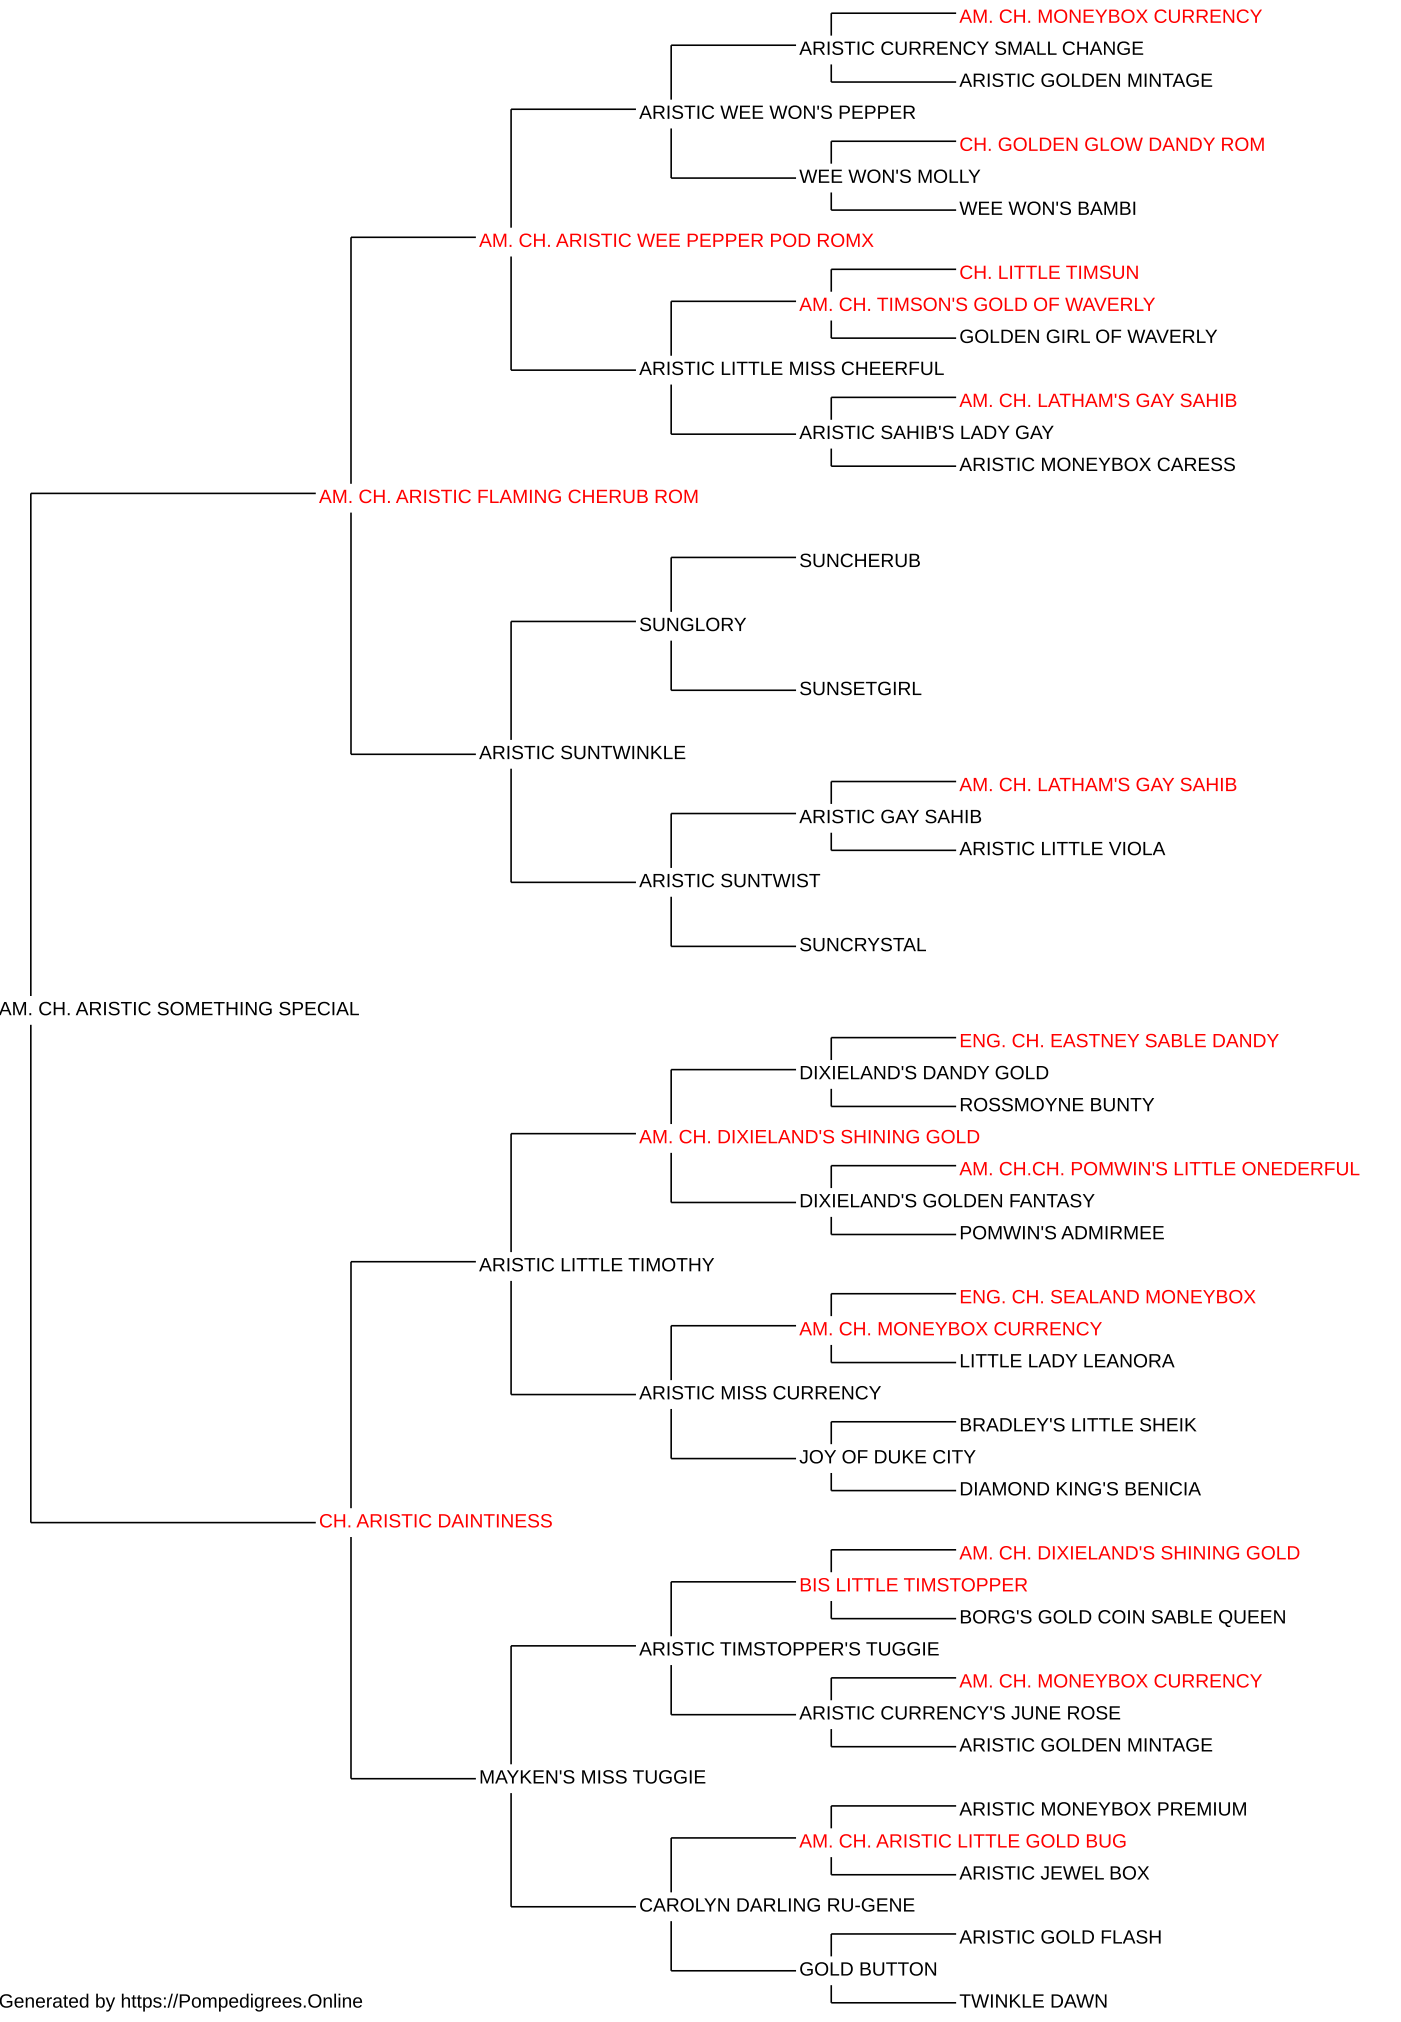 AM. CH. MONEYBOX CURRENCY
ARISTIC CURRENCY SMALL CHANGE
ARISTIC GOLDEN MINTAGE
ARISTIC WEE WON'S PEPPER
CH. GOLDEN GLOW DANDY ROM
WEE WON'S MOLLY
WEE WON'S BAMBI
AM. CH. ARISTIC WEE PEPPER POD ROMX
CH. LITTLE TIMSUN
AM. CH. TIMSON'S GOLD OF WAVERLY
GOLDEN GIRL OF WAVERLY
ARISTIC LITTLE MISS CHEERFUL
AM. CH. LATHAM'S GAY SAHIB
ARISTIC SAHIB'S LADY GAY
ARISTIC MONEYBOX CARESS
AM. CH. ARISTIC FLAMING CHERUB ROM
SUNCHERUB
SUNGLORY
SUNSETGIRL
ARISTIC SUNTWINKLE
AM. CH. LATHAM'S GAY SAHIB
ARISTIC GAY SAHIB
ARISTIC LITTLE VIOLA
ARISTIC SUNTWIST
SUNCRYSTAL
AM. CH. ARISTIC SOMETHING SPECIAL
ENG. CH. EASTNEY SABLE DANDY
DIXIELAND'S DANDY GOLD
ROSSMOYNE BUNTY
AM. CH. DIXIELAND'S SHINING GOLD
AM. CH.CH. POMWIN'S LITTLE ONEDERFUL
DIXIELAND'S GOLDEN FANTASY
POMWIN'S ADMIRMEE
ARISTIC LITTLE TIMOTHY
ENG. CH. SEALAND MONEYBOX
AM. CH. MONEYBOX CURRENCY
LITTLE LADY LEANORA
ARISTIC MISS CURRENCY
BRADLEY'S LITTLE SHEIK
JOY OF DUKE CITY
DIAMOND KING'S BENICIA
CH. ARISTIC DAINTINESS
AM. CH. DIXIELAND'S SHINING GOLD
BIS LITTLE TIMSTOPPER
BORG'S GOLD COIN SABLE QUEEN
ARISTIC TIMSTOPPER'S TUGGIE
AM. CH. MONEYBOX CURRENCY
ARISTIC CURRENCY'S JUNE ROSE
ARISTIC GOLDEN MINTAGE
MAYKEN'S MISS TUGGIE
ARISTIC MONEYBOX PREMIUM
AM. CH. ARISTIC LITTLE GOLD BUG
ARISTIC JEWEL BOX
CAROLYN DARLING RU-GENE
ARISTIC GOLD FLASH
GOLD BUTTON
TWINKLE DAWN
Generated by https://Pompedigrees.Online